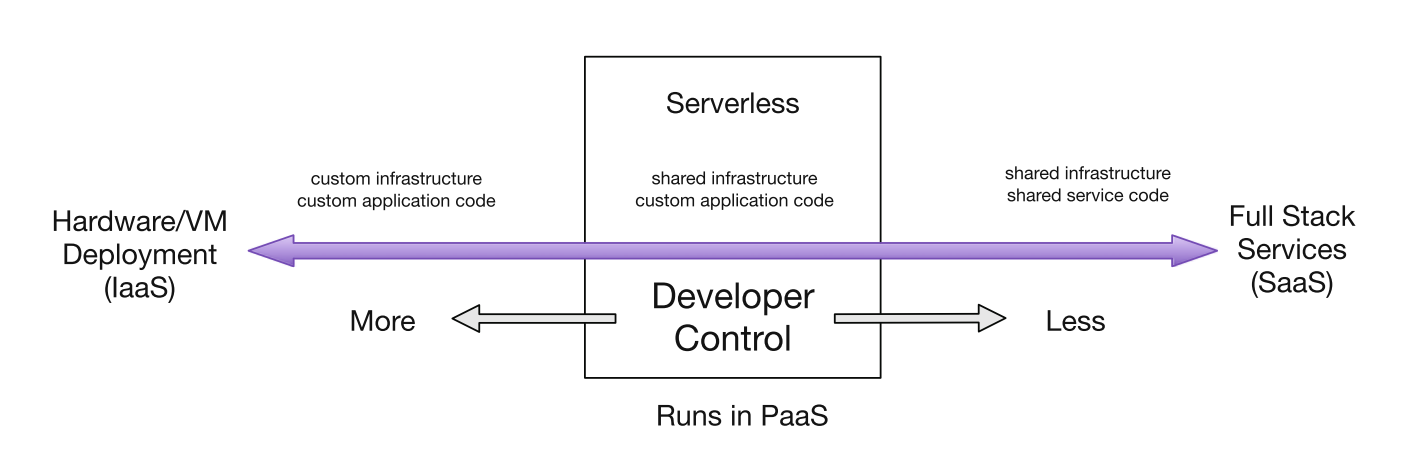 Serverless
custom infrastructure
custom application code
shared infrastructure
custom application code
shared infrastructure
shared service code
Hardware/VM
Deployment
(IaaS)
Full Stack
Services
(SaaS)
More
Developer
Control
Less
Runs in PaaS